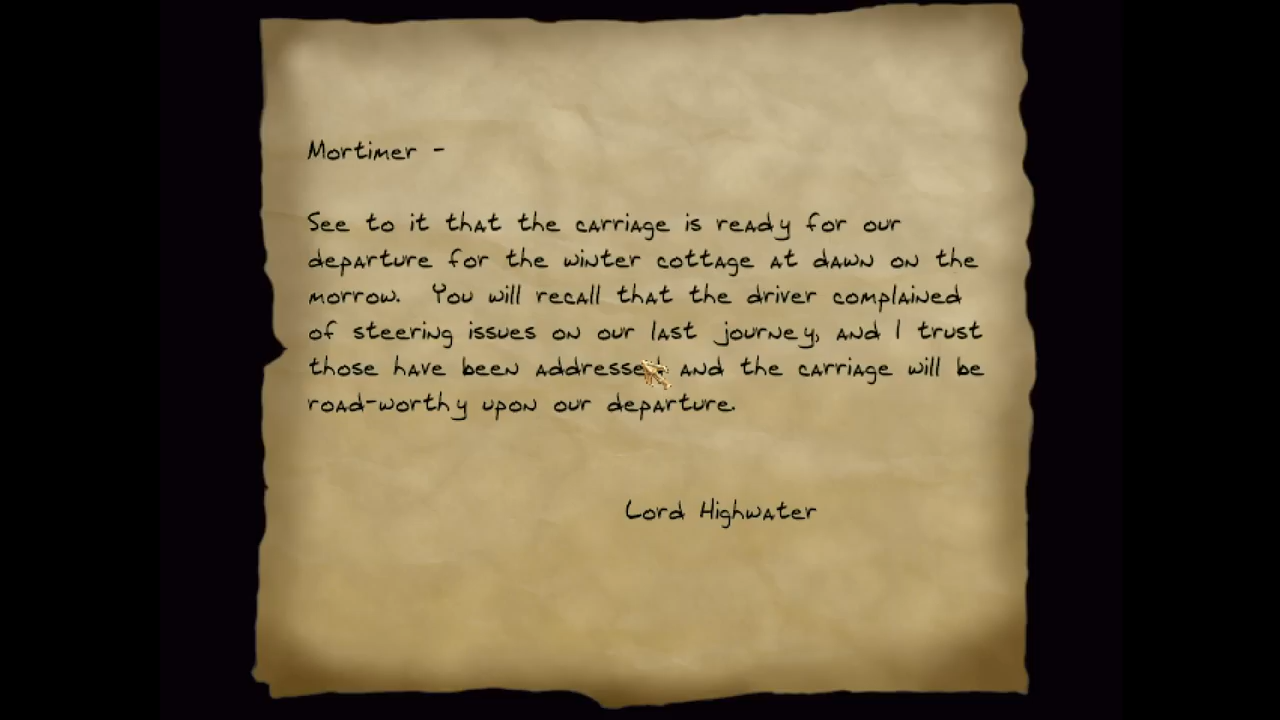 Mortimer -
See to it that the carriage is ready for our
departure for the winter cottage at dawn on the
morrow.  You will recall that the driver complained
of steering issues on our last journey, and I trust
those have been addressed and the carriage will be
road-worthy upon our departure.
Lord Highwater